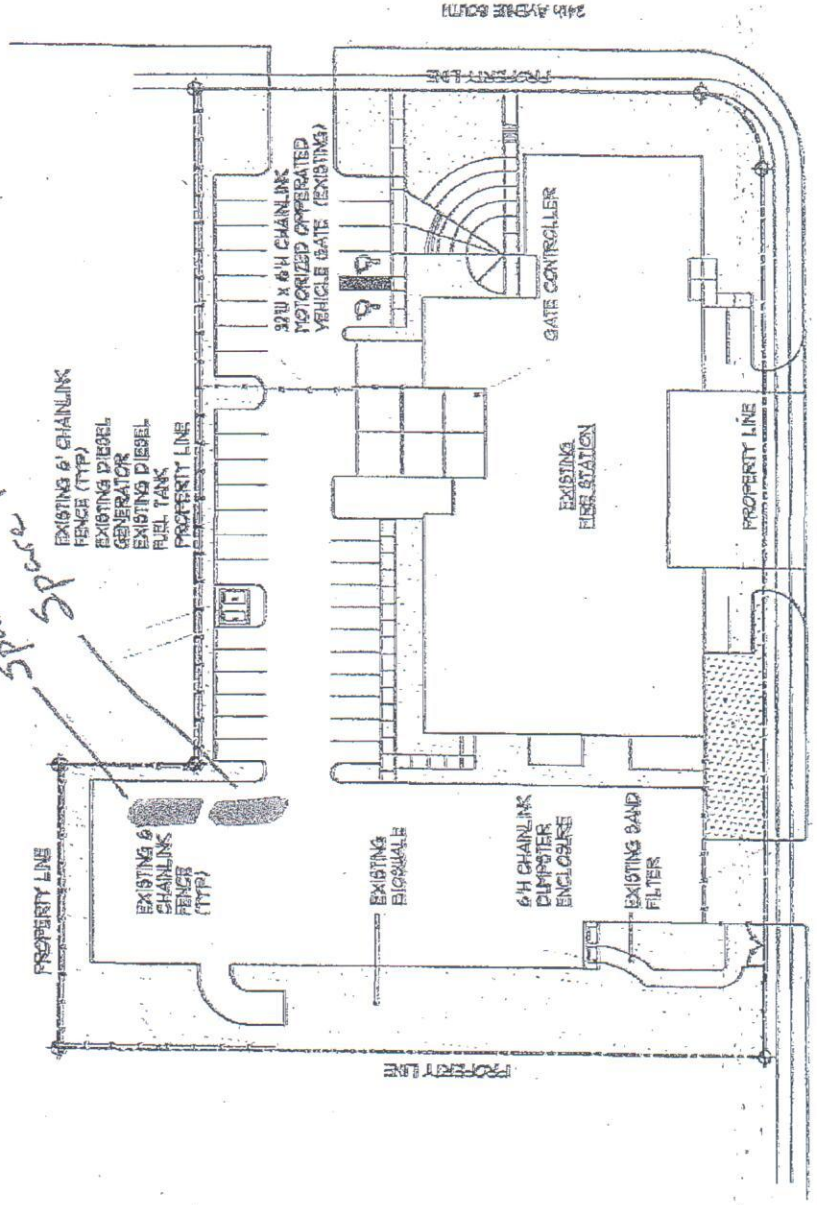 34th AVENUE SOUTH
PROPERTY LINE
32'W x 6'H CHAINLINK
MOTORIZED OPPERATED
VEHICLE GATE (EXISTING)
GATE CONTROLLER
EXISTING 6' CHAINLINK
FENCE (TYP)
EXISTING DIESEL
GENERATOR
EXISTING DIESEL
FUEL TANK
PROPERTY LINE
Spare
EXISTING
FIRE STATION
PROPERTY LINE
PROPERTY LINE
EXISTING 6
CHAINLINK
FENCE
(TYP)
EXISTING
BIOSWALE
6'H CHAINLINK
DUMPSTER
ENCLOSURE
EXISTING SAND
FILTER
PROPERTY LINE